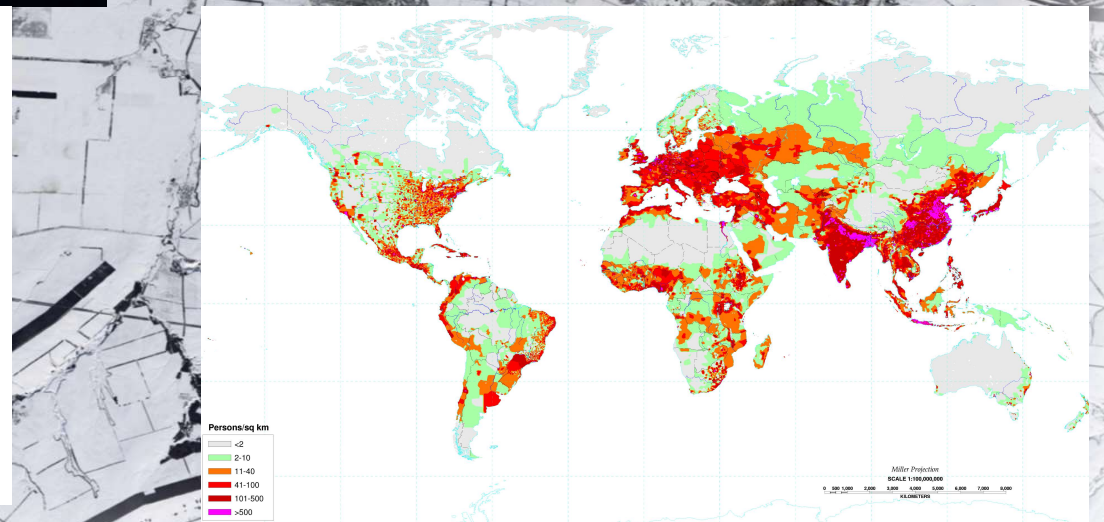 Persons/sq km
<2
2-10
11-40
41-100
101-500
>500
Miller Projection
SCALE 1:100,000,000
0 500 1,000 2,000 3,000 4,000 5,000 6,000 7,000 8,000
KILOMETERS